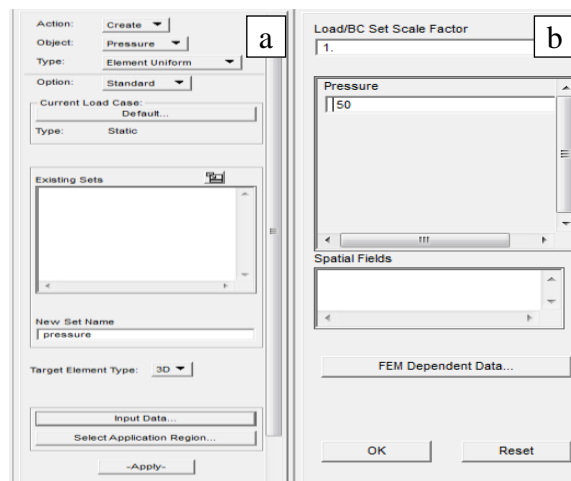 a
Action: Create
Object: Pressure
Type: Element Uniform
Option: Standard
Current Load Case:
Default...
Type: Static
Existing Sets
New Set Name
pressure
Target Element Type: 3D
Input Data...
Select Application Region...
-Apply-
b
Load/BC Set Scale Factor
1.
Pressure
50
Spatial Fields
FEM Dependent Data...
OK Reset